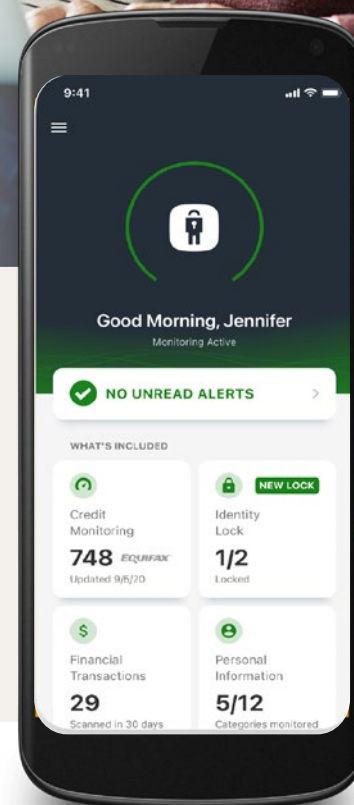 9:41
Good Morning, Jennifer
Monitoring Active
NO UNREAD ALERTS
WHAT'S INCLUDED
NEW LOCK
Credit
Monitoring
748 EQUIFAX
Updated 9/6/20
Identity
Lock
1/2
Locked
$
Financial
Transactions
29
Scanned in 30 days
Personal
Information
5/12
Categories monitored